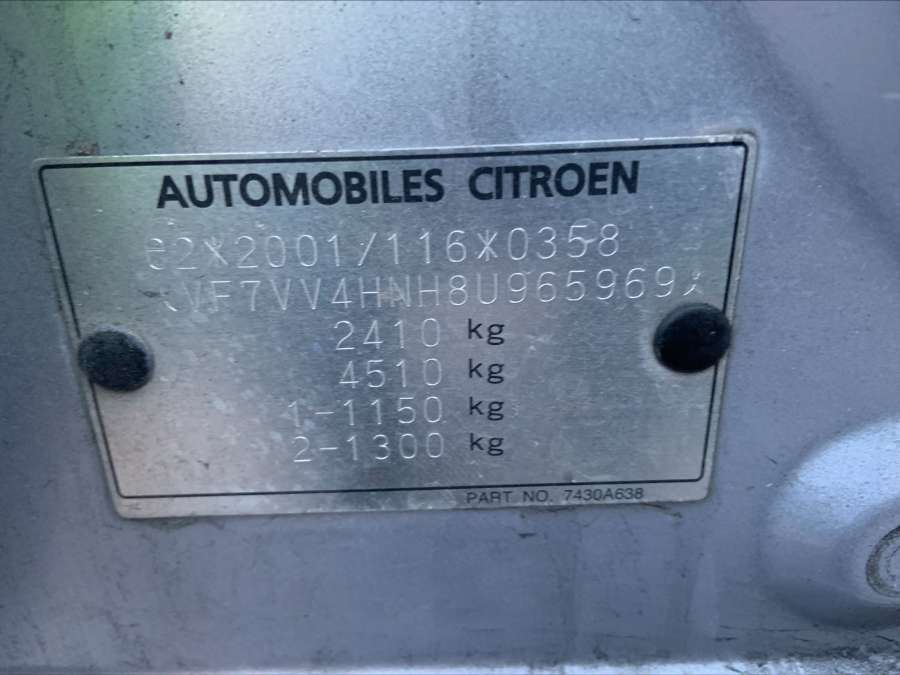 AUTOMOBILES CITROEN
e2*2001/116*0358
*VF7VV4HNH8U965969*
2410 kg
4510 kg
1-1150 kg
2-1300 kg
PART NO. 7430A638